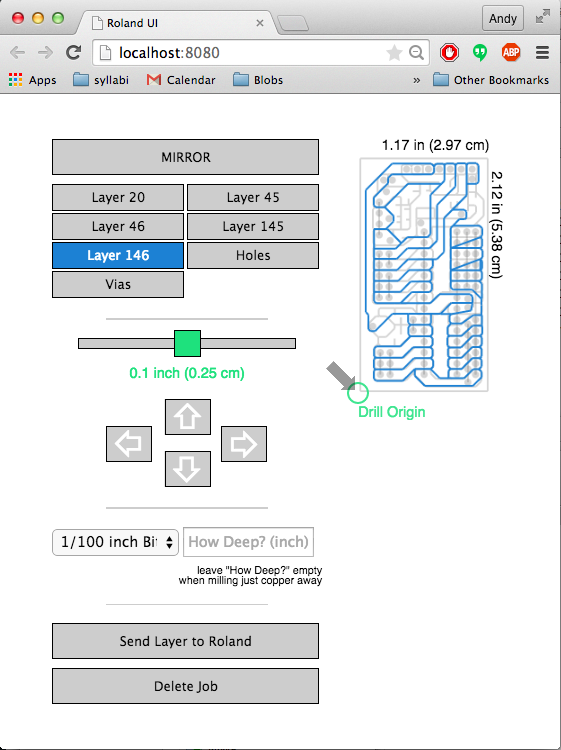 Roland UI
Andy
localhost:8080
ABP
Apps
syllabi
Calendar
Blobs
»
Other Bookmarks
MIRROR
Layer 20
Layer 45
Layer 46
Layer 145
Layer 146
Holes
Vias
0.1 inch (0.25 cm)
1.17 in (2.97 cm)
2.12 in (5.38 cm)
Drill Origin
1/100 inch Bi
How Deep? (inch)
leave "How Deep?" empty
when milling just copper away
Send Layer to Roland
Delete Job